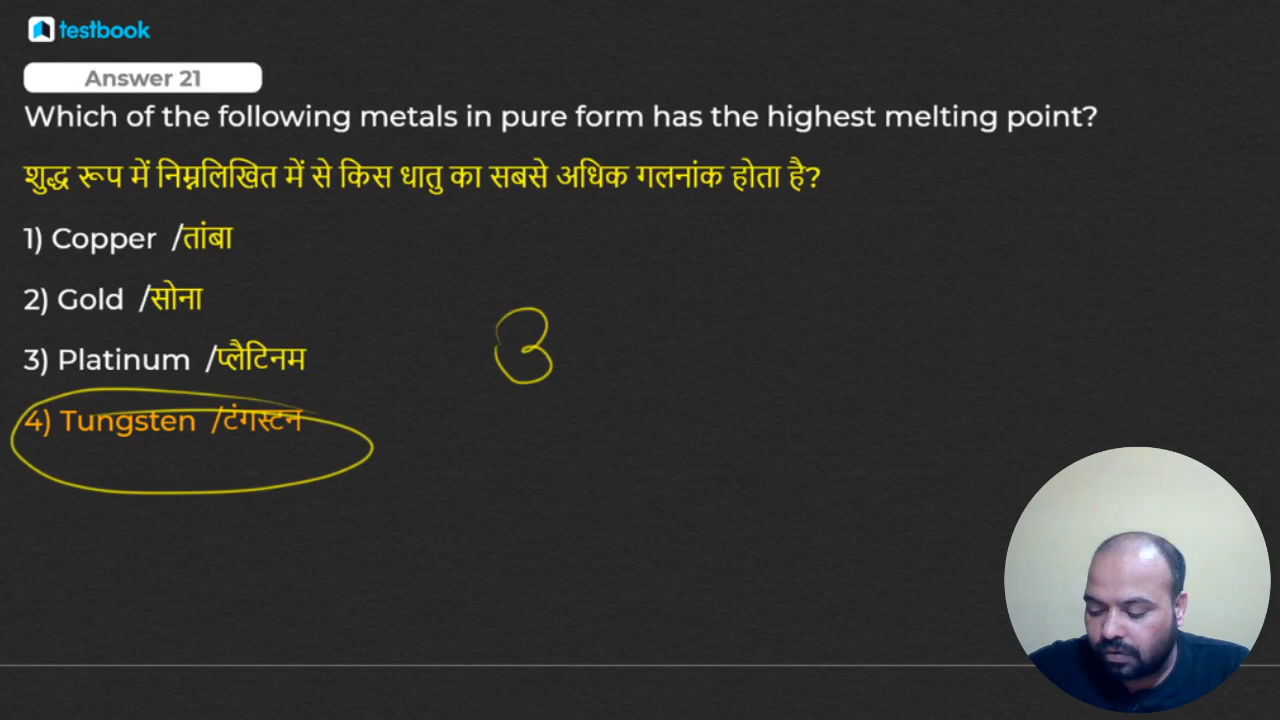 testbook
Answer 21
Which of the following metals in pure form has the highest melting point?
शुद्ध रूप में निम्नलिखित में से किस धातु का सबसे अधिक गलनांक होता है?
1) Copper /तांबा
2) Gold /सोना
3) Platinum /प्लैटिनम
4) Tungsten /टंगस्टन